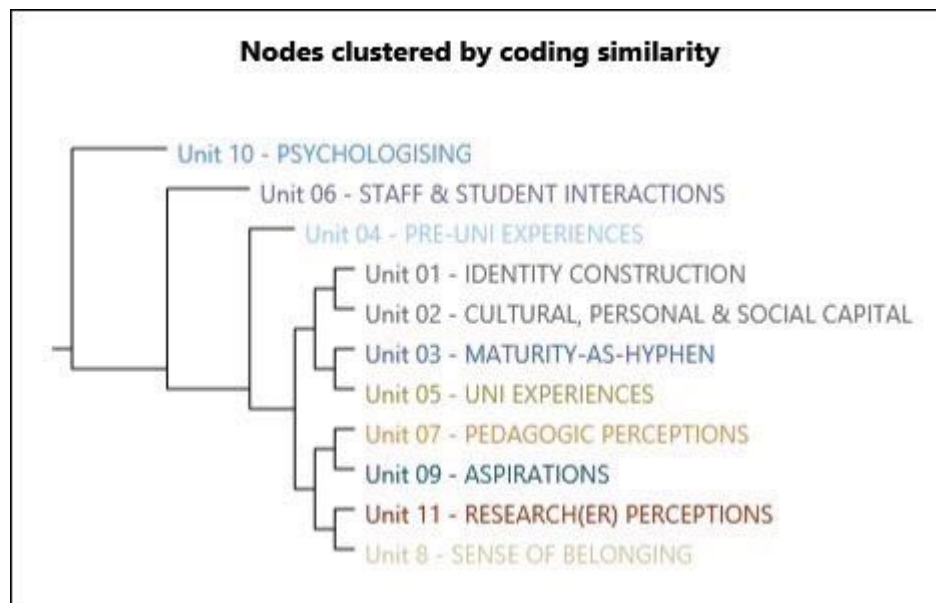 Nodes clustered by coding similarity
Unit 10 - PSYCHOLOGISING
Unit 06 - STAFF & STUDENT INTERACTIONS
Unit 04 - PRE-UNI EXPERIENCES
Unit 01 - IDENTITY CONSTRUCTION
Unit 02 - CULTURAL, PERSONAL & SOCIAL CAPITAL
Unit 03 - MATURITY-AS-HYPHEN
Unit 05 - UNI EXPERIENCES
Unit 07 - PEDAGOGIC PERCEPTIONS
Unit 09 - ASPIRATIONS
Unit 11 - RESEARCH(ER) PERCEPTIONS
Unit 8 - SENSE OF BELONGING